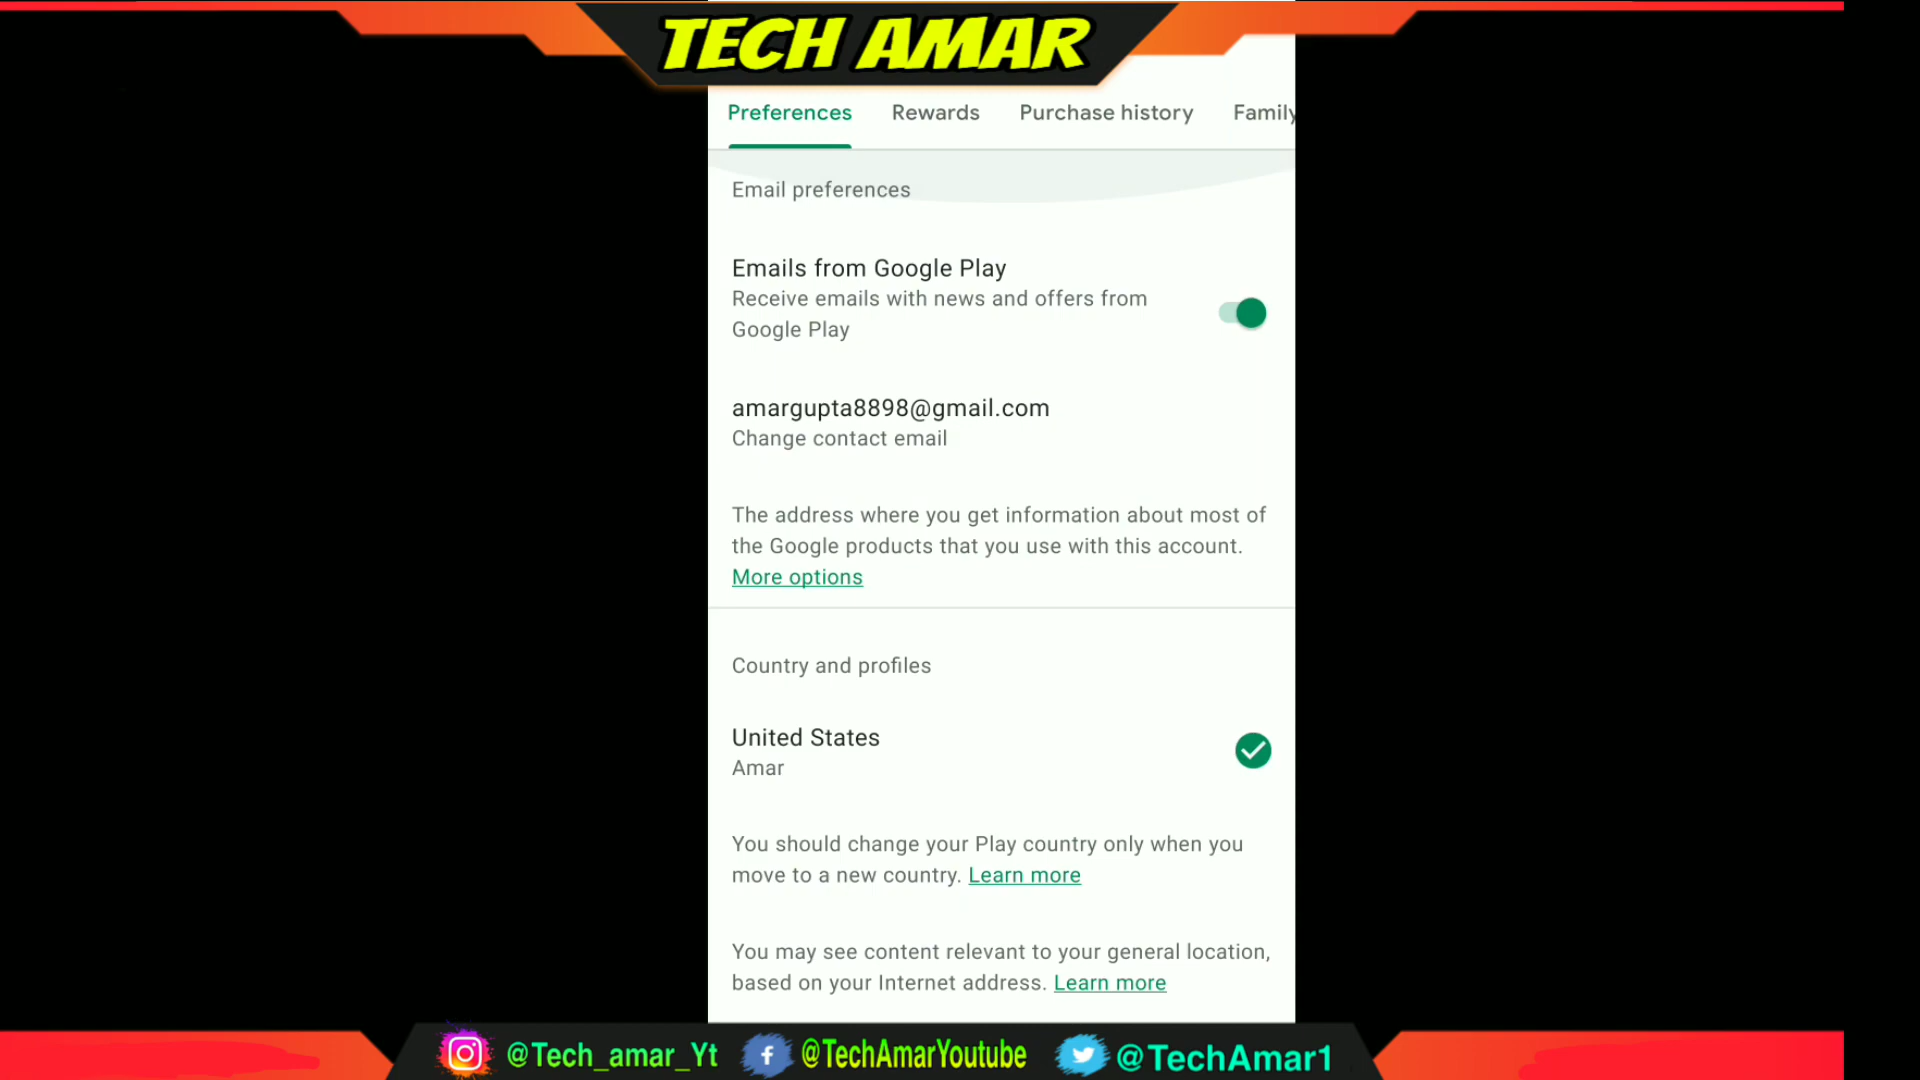 TECH AMAR
Preferences Rewards Purchase history Family
Email preferences
Emails from Google Play
Receive emails with news and offers from
Google Play
amargupta8898@gmail.com
Change contact email
The address where you get information about most of
the Google products that you use with this account.
More options
Country and profiles
United States
Amar
You should change your Play country only when you
move to a new country. Learn more
You may see content relevant to your general location,
based on your Internet address. Learn more
@Tech_amar_Yt @TechAmarYoutube @TechAmar1